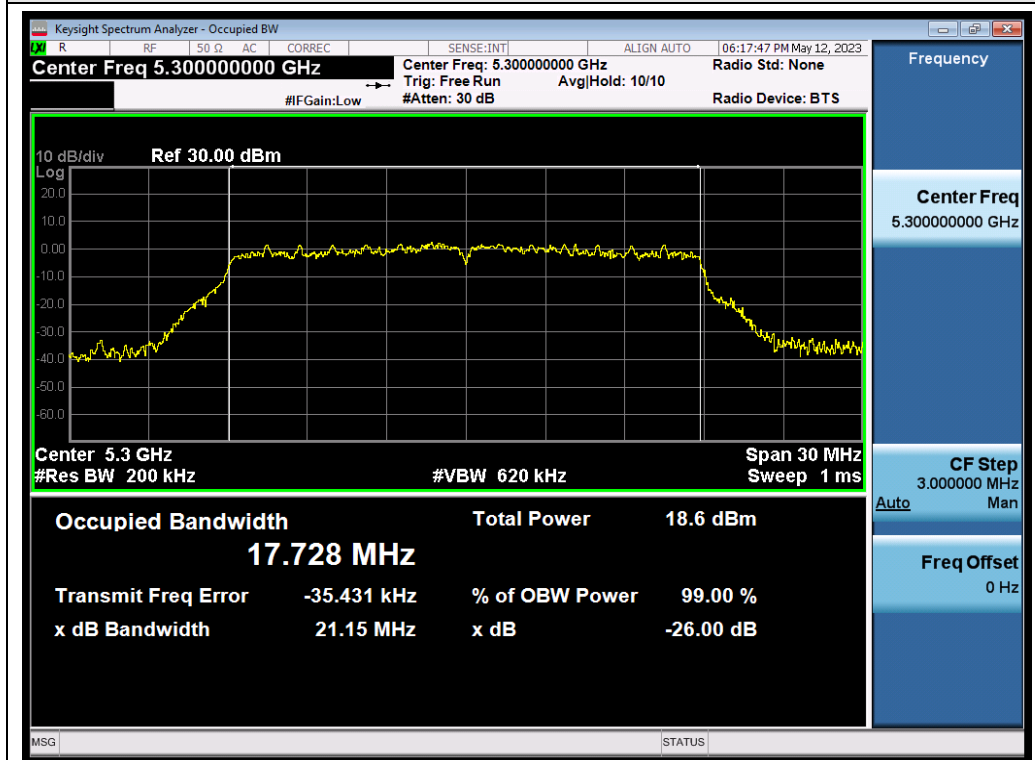 Keysight Spectrum Analyzer - Occupied BW
LXI R RF 50 Ω AC CORREC SENSE:INT ALIGN AUTO 06:17:47 PM May 12, 2023
Center Freq 5.300000000 GHz
Center Freq: 5.300000000 GHz
Radio Std: None
Trig: Free Run Avg|Hold: 10/10
#IFGain:Low
#Atten: 30 dB
Radio Device: BTS
Frequency
10 dB/div Ref 30.00 dBm
Log
20.0
10.0
0.00
-10.0
-20.0
-30.0
-40.0
-50.0
-60.0
Center 5.3 GHz Span 30 MHz
#Res BW 200 kHz #VBW 620 kHz Sweep 1 ms
Occupied Bandwidth Total Power 18.6 dBm
17.728 MHz
Transmit Freq Error -35.431 kHz % of OBW Power 99.00 %
x dB Bandwidth 21.15 MHz x dB -26.00 dB
Center Freq
5.300000000 GHz
CF Step
3.000000 MHz
Auto Man
Freq Offset
0 Hz
MSG STATUS